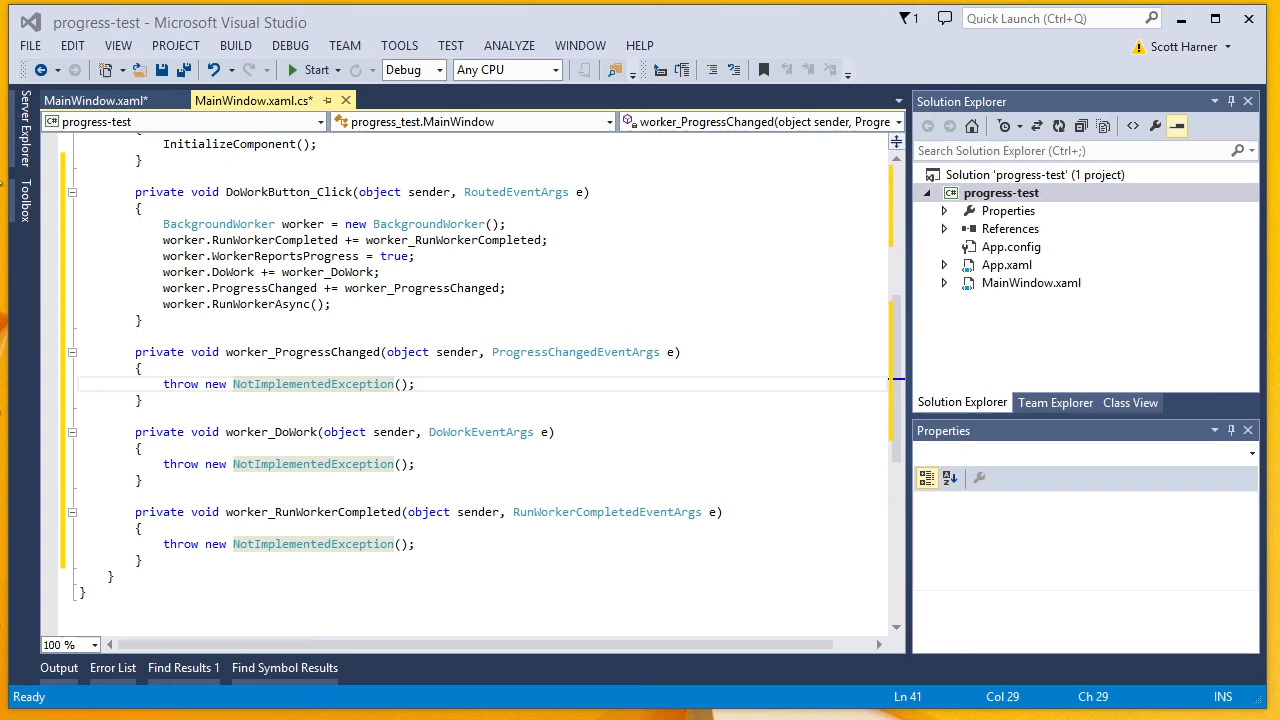 progress-test - Microsoft Visual Studio
1
Quick Launch (Ctrl+Q)
FILE EDIT VIEW PROJECT BUILD DEBUG TEAM TOOLS TEST ANALYZE WINDOW HELP
Scott Harner
Start
Debug
Any CPU
Server Explorer
Toolbox
MainWindow.xaml*
MainWindow.xaml.cs*
C# progress-test
progress_test.MainWindow
worker_ProgressChanged(object sender, Progre
{
InitializeComponent();
}
private void DoWorkButton_Click(object sender, RoutedEventArgs e)
{
BackgroundWorker worker = new BackgroundWorker();
worker.RunWorkerCompleted += worker_RunWorkerCompleted;
worker.WorkerReportsProgress = true;
worker.DoWork += worker_DoWork;
worker.ProgressChanged += worker_ProgressChanged;
worker.RunWorkerAsync();
}
private void worker_ProgressChanged(object sender, ProgressChangedEventArgs e)
{
throw new NotImplementedException();
}
private void worker_DoWork(object sender, DoWorkEventArgs e)
{
throw new NotImplementedException();
}
private void worker_RunWorkerCompleted(object sender, RunWorkerCompletedEventArgs e)
{
throw new NotImplementedException();
}
}
}
100 %
Solution Explorer
Search Solution Explorer (Ctrl+;)
Solution 'progress-test' (1 project)
C# progress-test
Properties
References
App.config
App.xaml
MainWindow.xaml
Solution Explorer Team Explorer Class View
Properties
Output Error List Find Results 1 Find Symbol Results
Ready
Ln 41
Col 29
Ch 29
INS